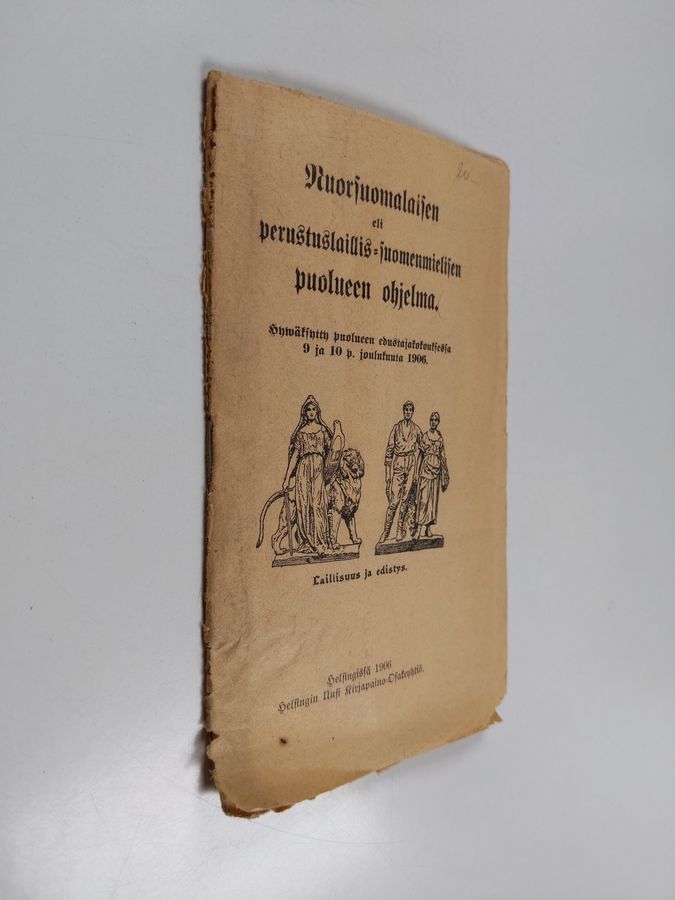 20–
Nuorsuomalaisen
eli
perustuslaillis=suomenmielisen
puolueen ohjelma.
Hywäksytty puolueen edustajakokouksessa
9 ja 10 p. joulukuuta 1906.
Laillisuus ja edistys.
Helsingissä 1906
Helsingin Uusi Kirjapaino=Osakeyhtiö.